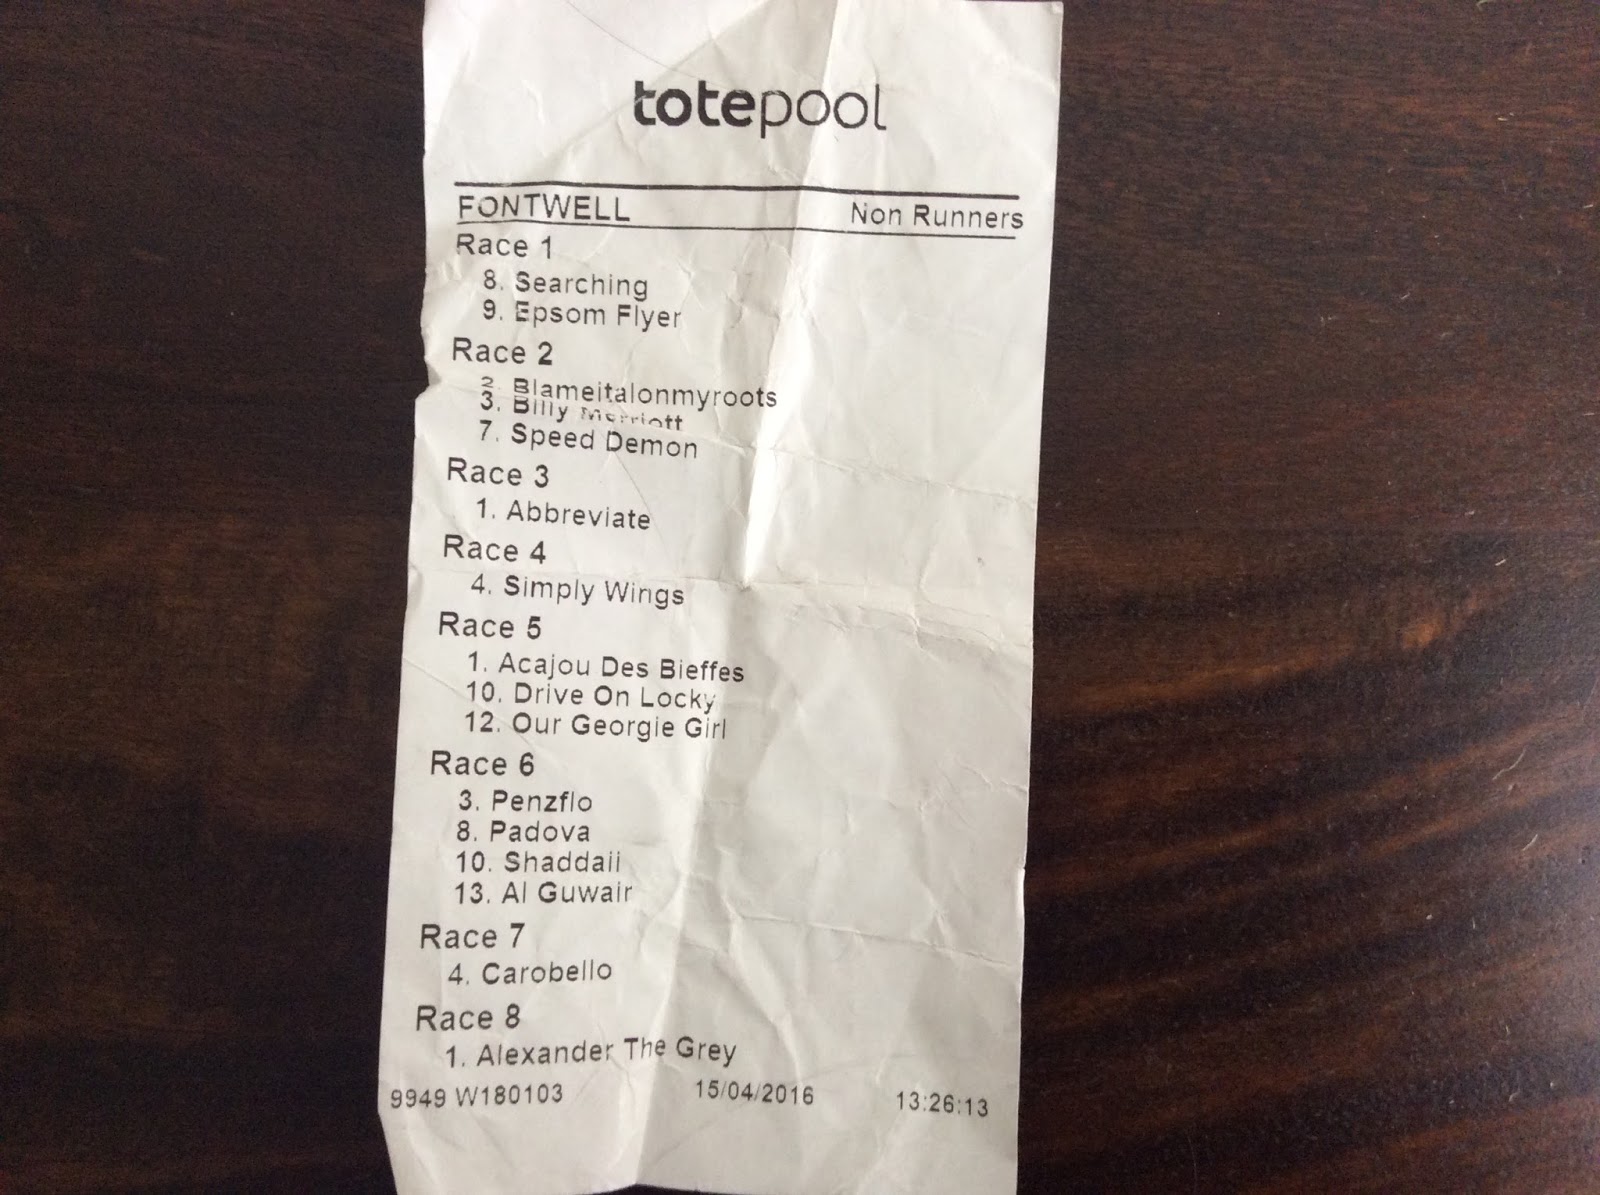 totepool
FONTWELL Non Runners
Race 1
8. Searching
9. Epsom Flyer
Race 2
2. Blameitalonmyroots
3. Billy Merriott
7. Speed Demon
Race 3
1. Abbreviate
Race 4
4. Simply Wings
Race 5
1. Acajou Des Bieffes
10. Drive On Locky
12. Our Georgie Girl
Race 6
3. Penzflo
8. Padova
10. Shaddaii
13. Al Guwair
Race 7
4. Carobello
Race 8
1. Alexander The Grey
9949 W180103 15/04/2016 13:26:13